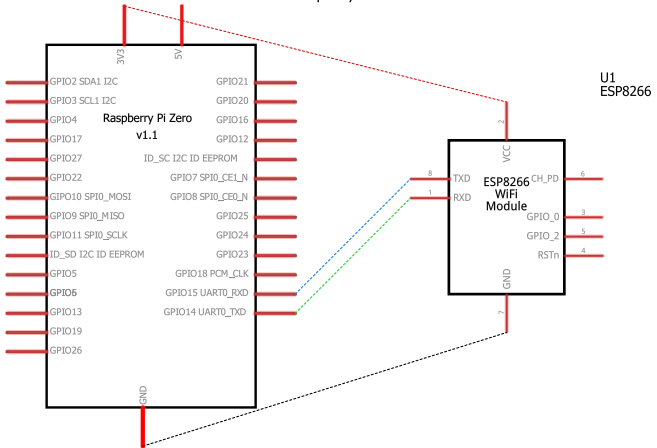 3V3
5V
GPIO2 SDA1 I2C
GPIO3 SCL1 I2C
GPIO4
GPIO17
GPIO27
GPIO22
GIPO10 SPI0_MOSI
GPIO9 SPI0_MISO
GPIO11 SPI0_SCLK
ID_SD I2C ID EEPROM
GPIO5
GPIO6
GPIO13
GPIO19
GPIO26
Raspberry Pi Zero
v1.1
GPIO21
GPIO20
GPIO16
GPIO12
ID_SC I2C ID EEPROM
GPIO7 SPI0_CE1_N
GPIO8 SPI0_CE0_N
GPIO25
GPIO24
GPIO23
GPIO18 PCM_CLK
GPIO15 UART0_RXD
GPIO14 UART0_TXD
GND
U1
ESP8266
2
VCC
8 TXD
1 RXD
ESP8266
WiFi
Module
CH_PD 6
GPIO_0 3
GPIO_2 5
RSTn 4
GND
7